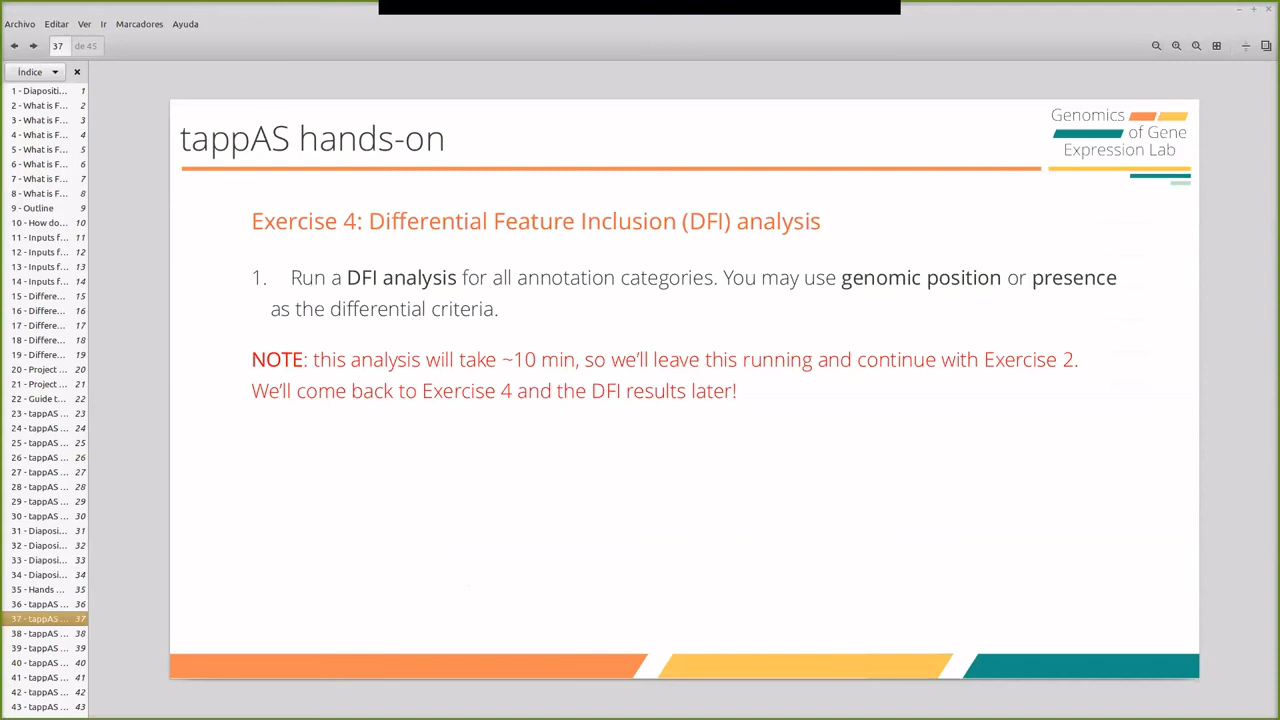 Archivo Editar Ver Ir Marcadores Ayuda
37 de 45
Índice
1 - Diapositi... 1
2 - What is F... 2
3 - What is F... 3
4 - What is F... 4
5 - What is F... 5
6 - What is F... 6
7 - What is F... 7
8 - What is F... 8
9 - Outline 9
10 - How do... 10
11 - Inputs f... 11
12 - Inputs f... 12
13 - Inputs f... 13
14 - Inputs f... 14
15 - Differe... 15
16 - Differe... 16
17 - Differe... 17
18 - Differe... 18
19 - Differe... 19
20 - Project ... 20
21 - Project ... 21
22 - Guide t... 22
23 - tappAS ... 23
24 - tappAS ... 24
25 - tappAS ... 25
26 - tappAS ... 26
27 - tappAS ... 27
28 - tappAS ... 28
29 - tappAS ... 29
30 - tappAS ... 30
31 - Diaposi... 31
32 - Diaposi... 32
33 - Diaposi... 33
34 - Diaposi... 34
35 - Hands ... 35
36 - tappAS ... 36
37 - tappAS ... 37
38 - tappAS ... 38
39 - tappAS ... 39
40 - tappAS ... 40
41 - tappAS ... 41
42 - tappAS ... 42
43 - tappAS ... 43
tappAS hands-on
Genomics
of Gene
Expression Lab
Exercise 4: Differential Feature Inclusion (DFI) analysis
1. Run a DFI analysis for all annotation categories. You may use genomic position or presence
as the differential criteria.
NOTE: this analysis will take ~10 min, so we'll leave this running and continue with Exercise 2.
We'll come back to Exercise 4 and the DFI results later!